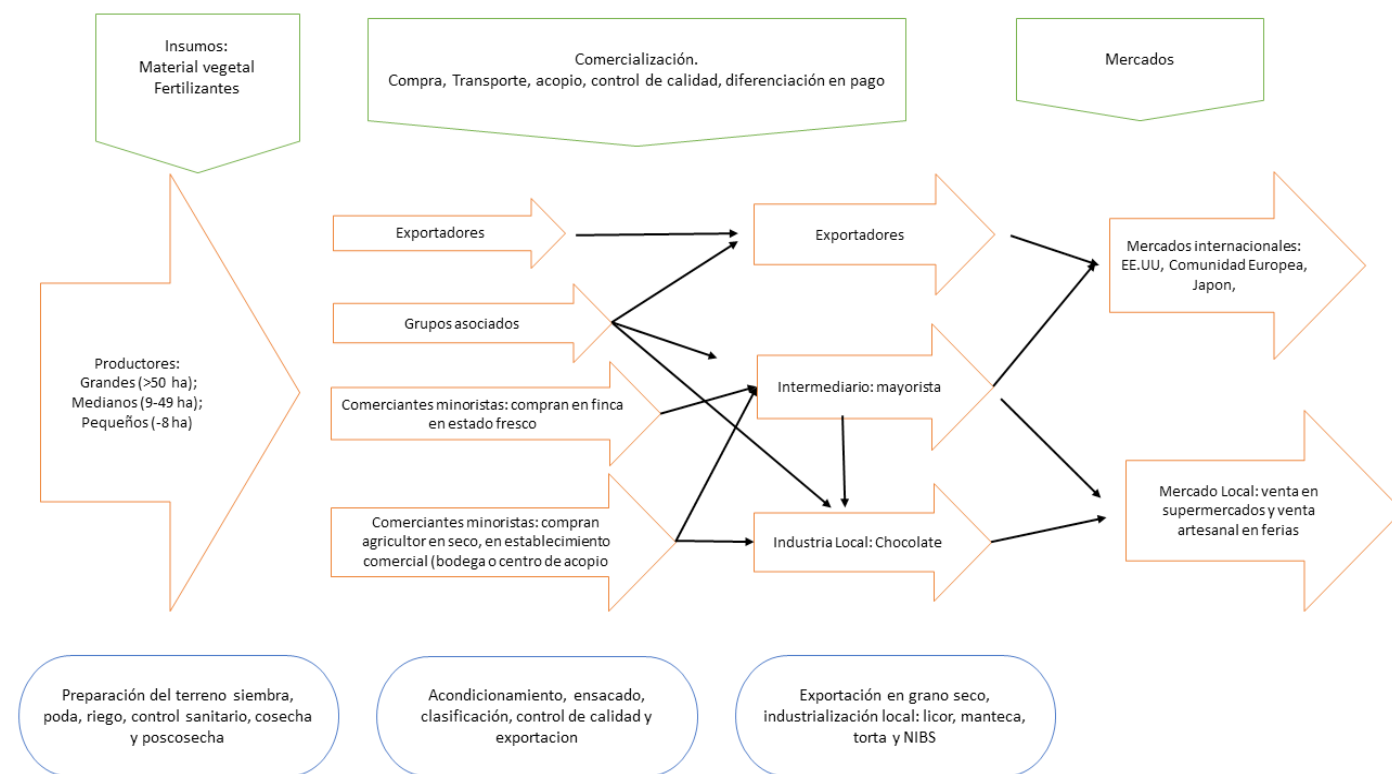 Insumos:
Material vegetal
Fertilizantes
Comercialización.
Compra, Transporte, acopio, control de calidad, diferenciación en pago
Mercados
Productores:
Grandes (>50 ha);
Medianos (9-49 ha);
Pequeños (-8 ha)
Exportadores
Grupos asociados
Comerciantes minoristas: compran en finca
en estado fresco
Comerciantes minoristas: compran
agricultor en seco, en establecimiento
comercial (bodega o centro de acopio
Exportadores
Intermediario: mayorista
Industria Local: Chocolate
Mercados internacionales:
EE.UU, Comunidad Europea,
Japon,
Mercado Local: venta en
supermercados y venta
artesanal en ferias
Preparación del terreno siembra,
poda, riego, control sanitario, cosecha
y poscosecha
Acondicionamiento, ensacado,
clasificación, control de calidad y
exportacion
Exportación en grano seco,
industrialización local: licor, manteca,
torta y NIBS